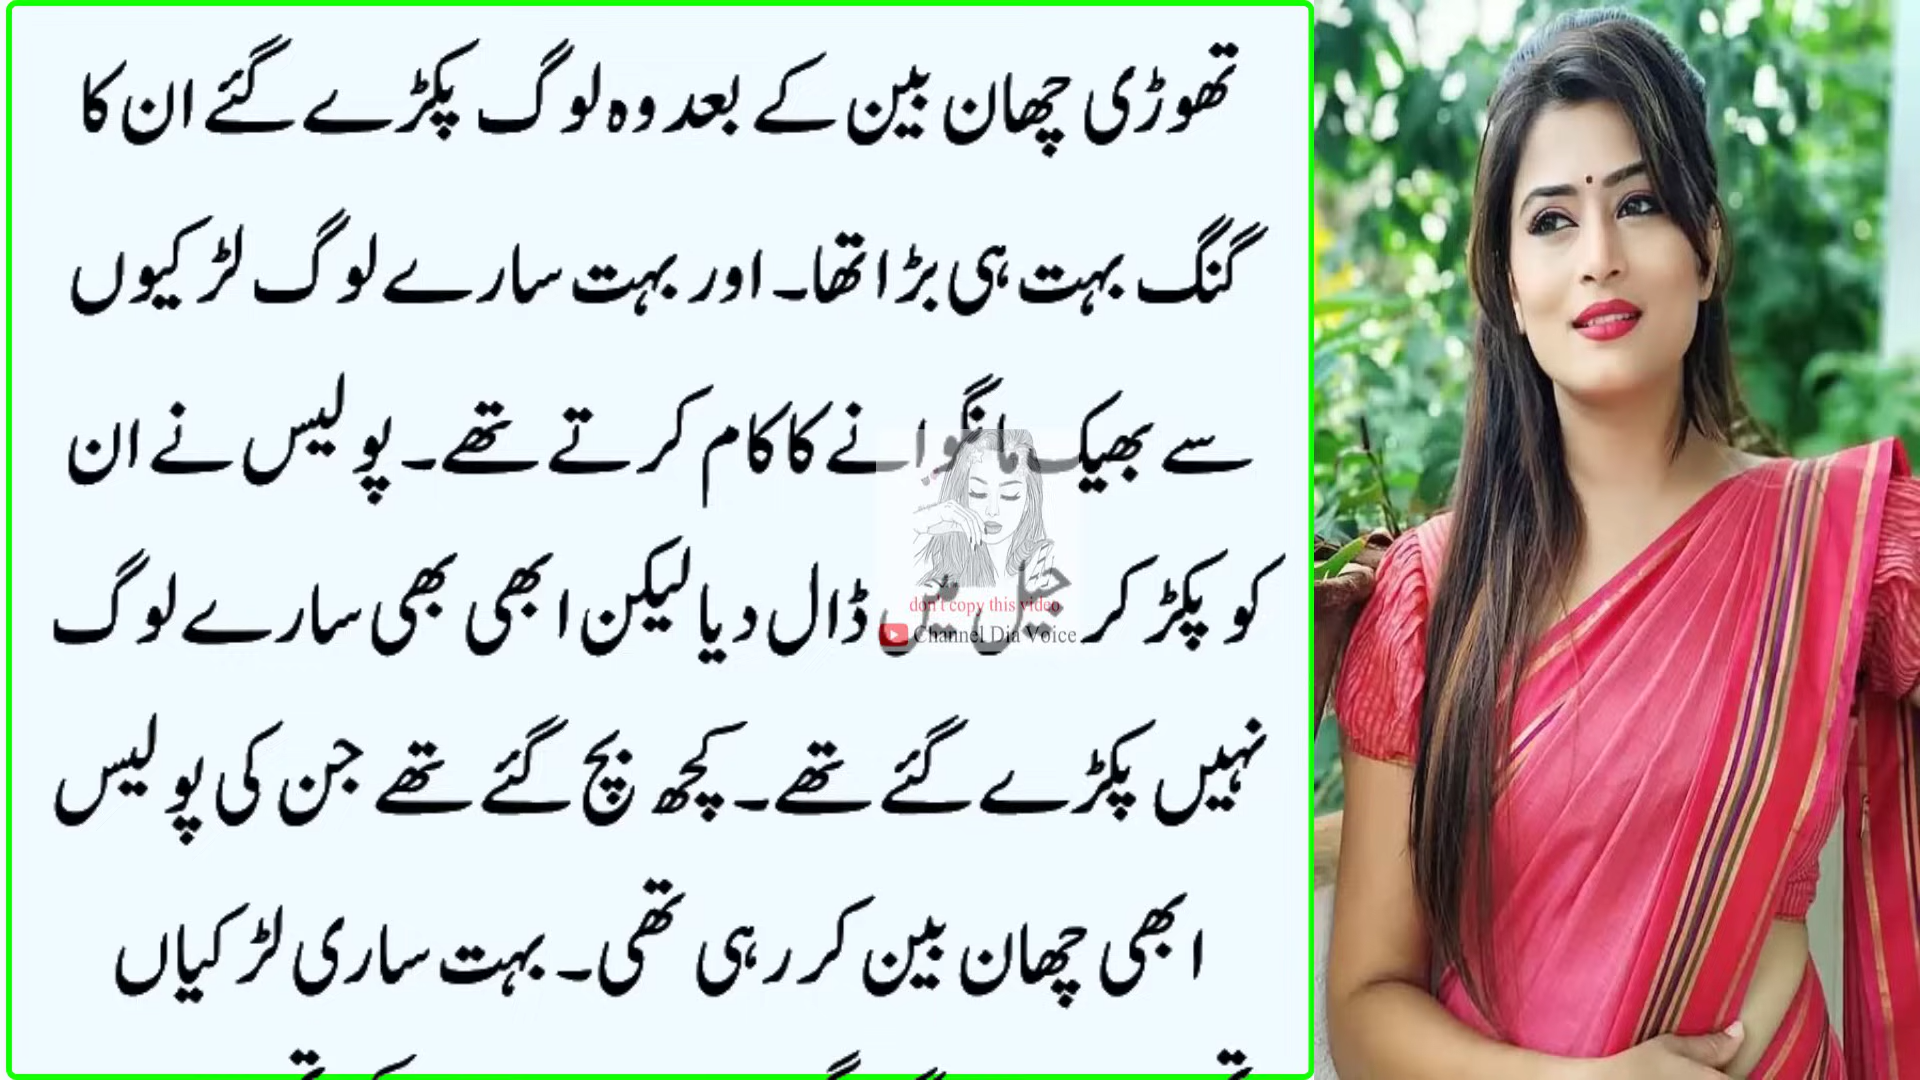 تھوڑی چھان بین کے بعد وہ لوگ پکڑے گئے ان کا
گنگ بہت ہی بڑا تھا۔ اور بہت سارے لوگ لڑکیوں
سے بھیک مانگوانے کا کام کرتے تھے۔ پولیس نے ان
کو پکڑ کر جیل میں ڈال دیا لیکن ابھی بھی سارے لوگ
نہیں پکڑے گئے تھے۔ کچھ بچ گئے تھے جن کی پولیس
ابھی چھان بین کر رہی تھی۔ بہت ساری لڑکیاں
don't copy this video
Channel Dia Voice